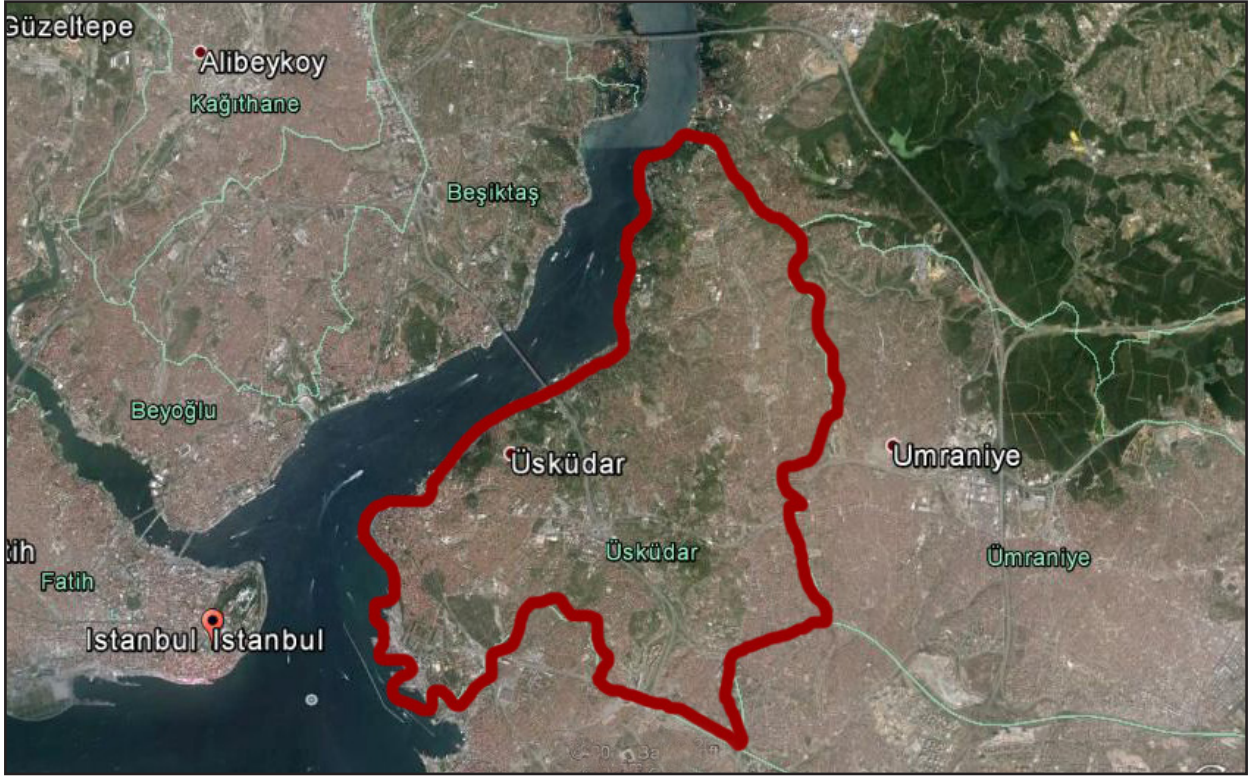 Güzeltepe
Alibeykoy
Kağıthane
Beşiktaş
Beyoğlu
Üsküdar
Umraniye
Üsküdar
Ümraniye
tih
Fatih
Istanbul Istanbul